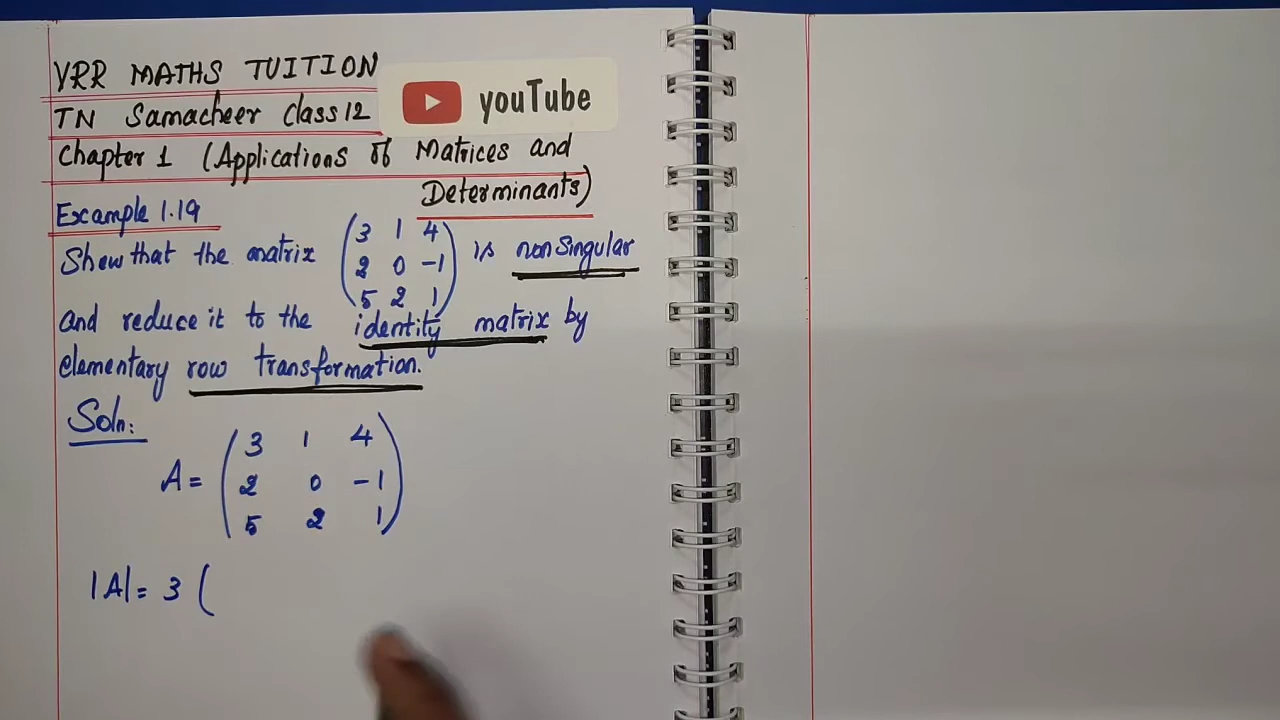 VRR MATHS TUITION
youTube
TN Samacheer class 12
Chapter 1 (Applications of Matrices and
Determinants)
Example 1.19
Show that the matrix (3 1 4
2 0 -1
5 2 1) is nonsingular
and reduce it to the identity matrix by
elementary row transformation.
Soln:
A = (3 1 4
2 0 -1
5 2 1)
|A| = 3 (